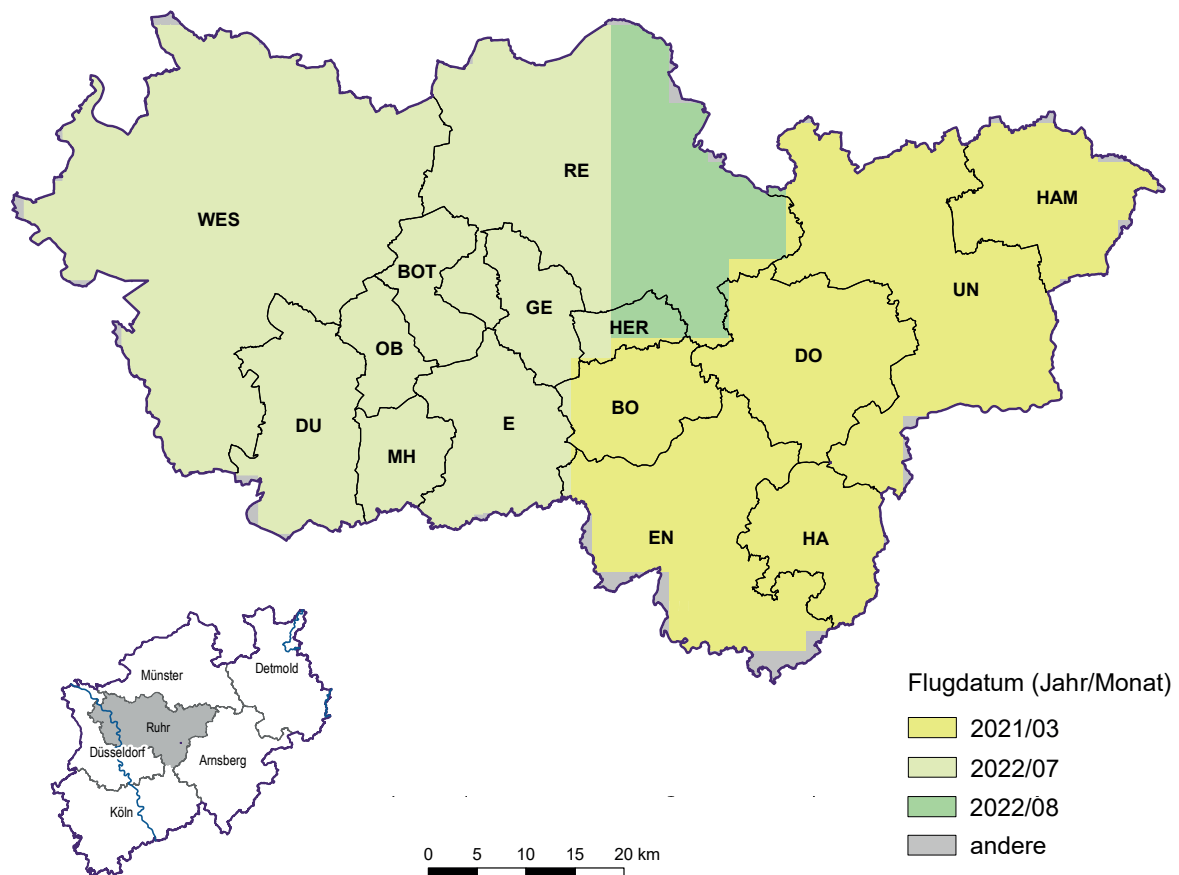 RE
HAM
WES
BOT
UN
GE
HER
OB
DO
BO
DU
E
MH
EN
HA
Münster
Detmold
Ruhr
Düsseldorf
Arnsberg
Köln
Flugdatum (Jahr/Monat)
2021/03
2022/07
2022/08
andere
0 5 10 15 20 km